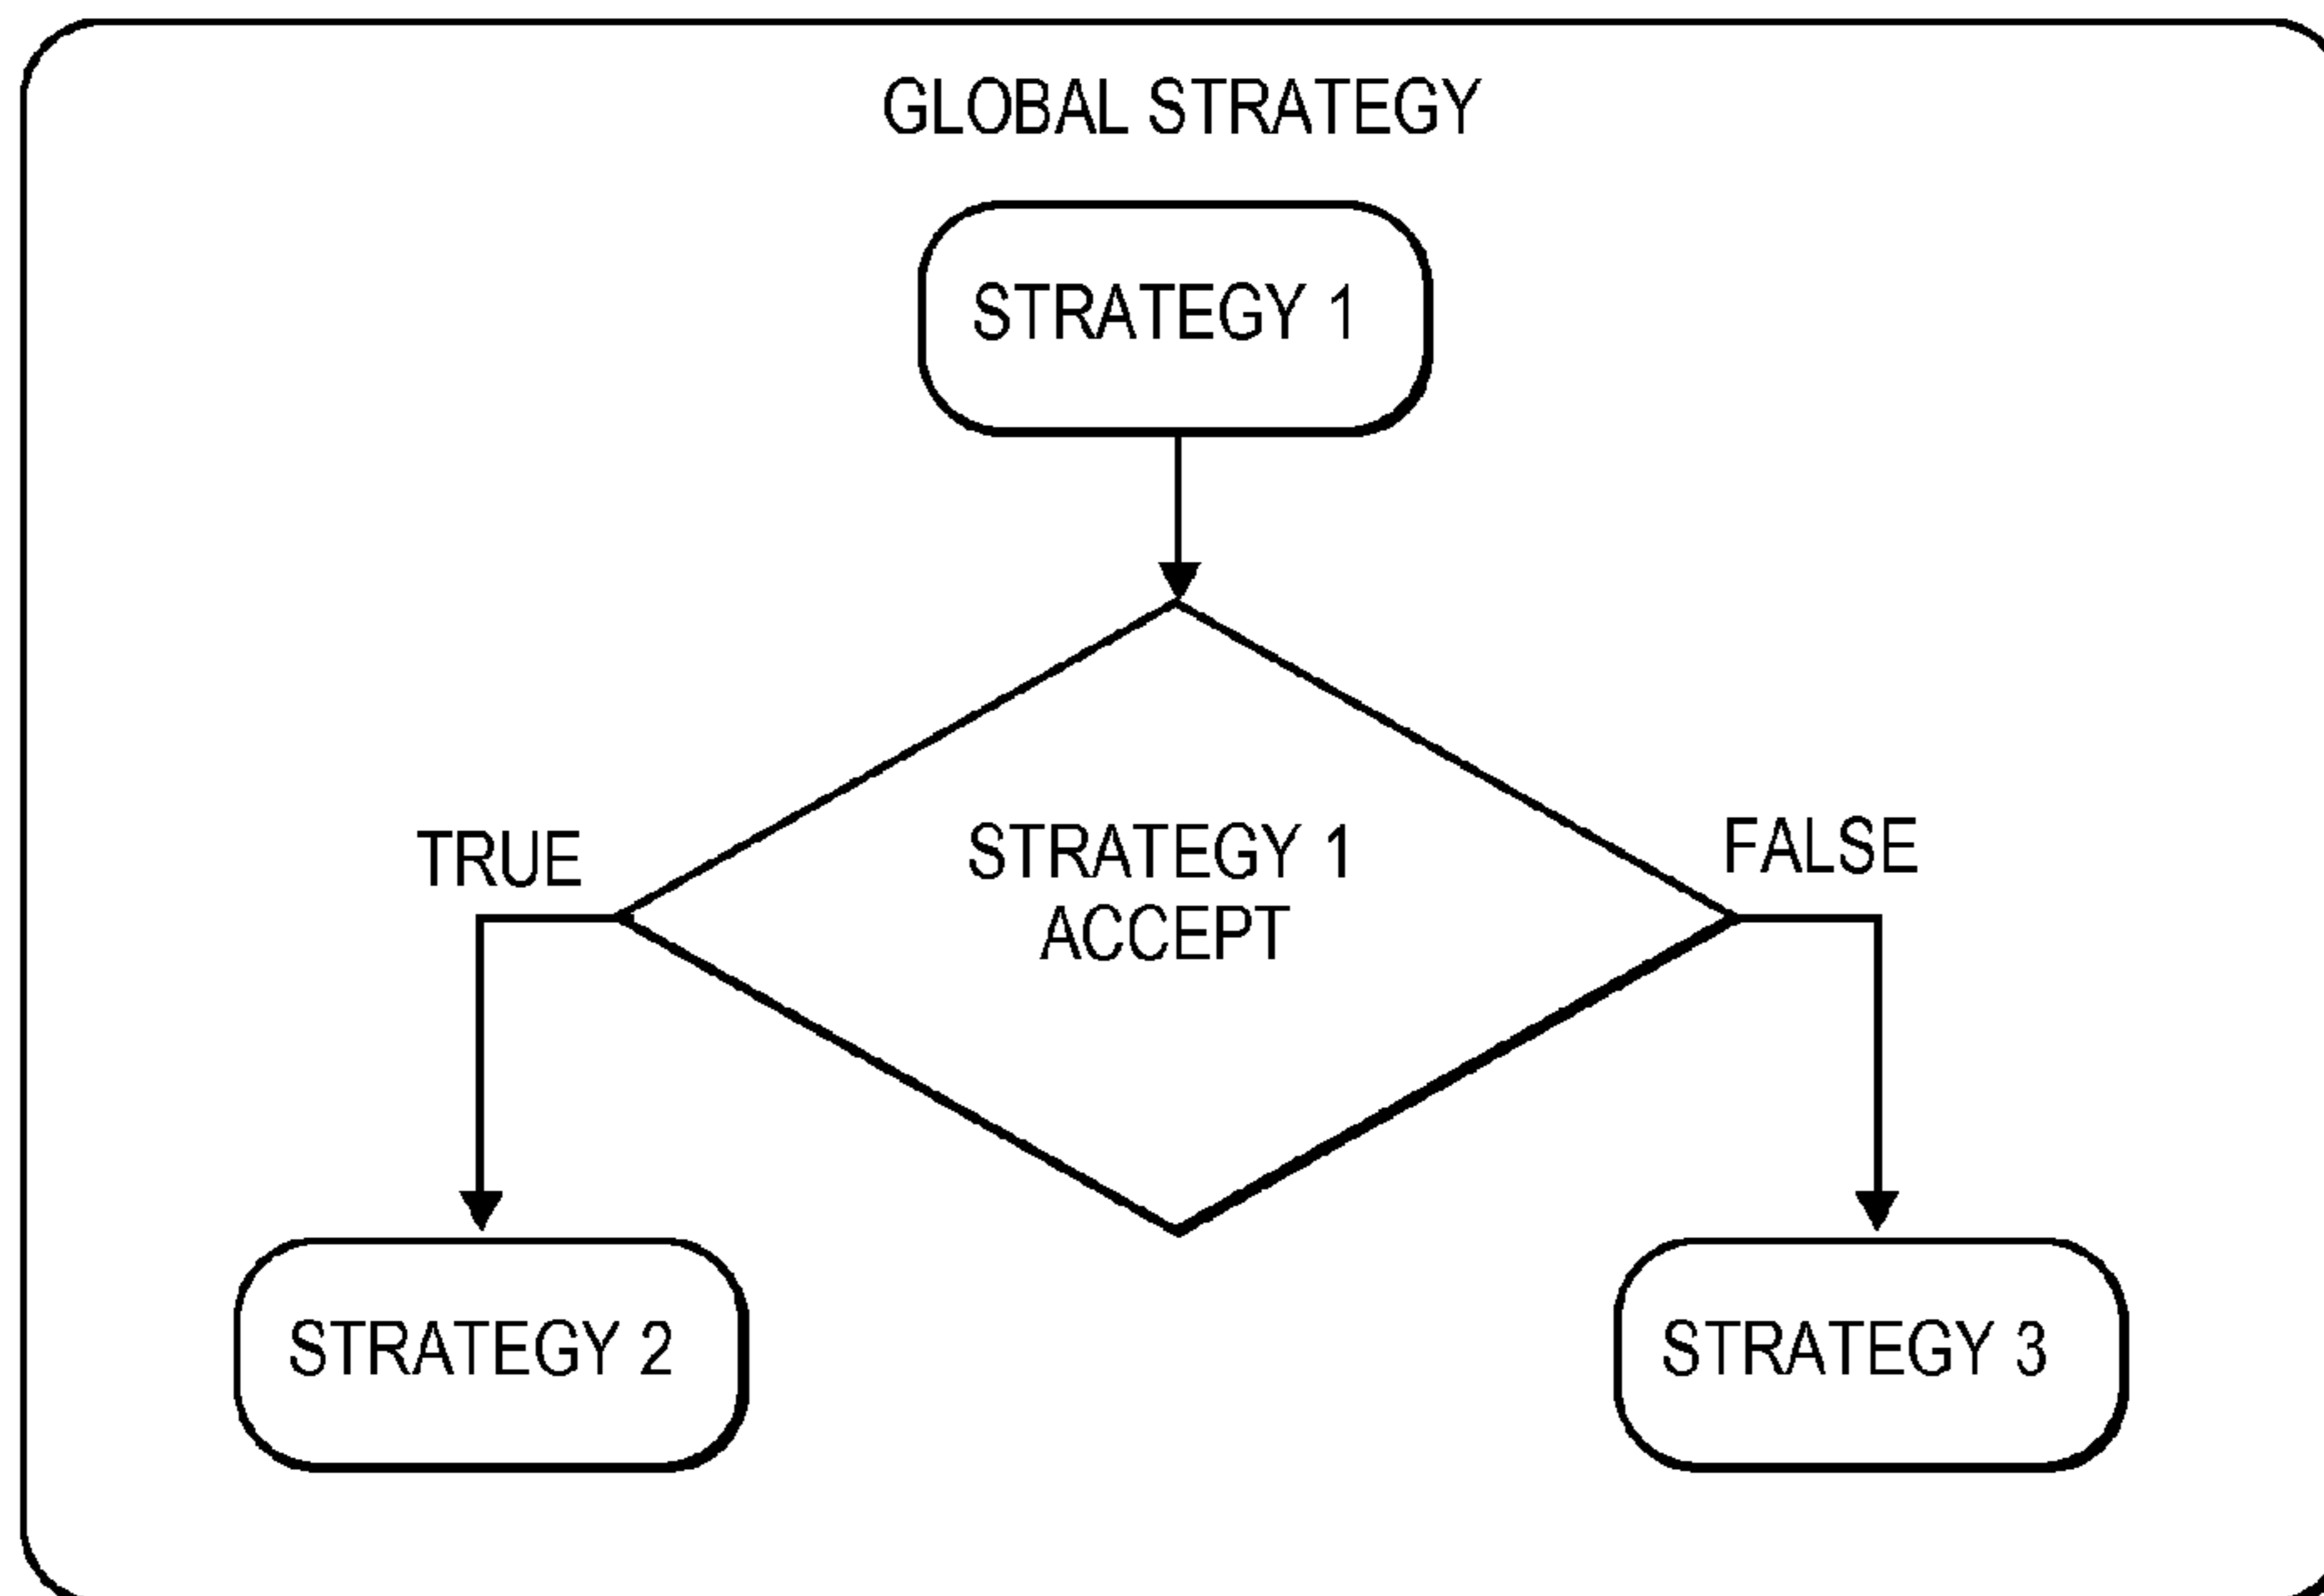 GLOBAL STRATEGY
STRATEGY 1
STRATEGY 1
ACCEPT
TRUE
FALSE
STRATEGY 2
STRATEGY 3